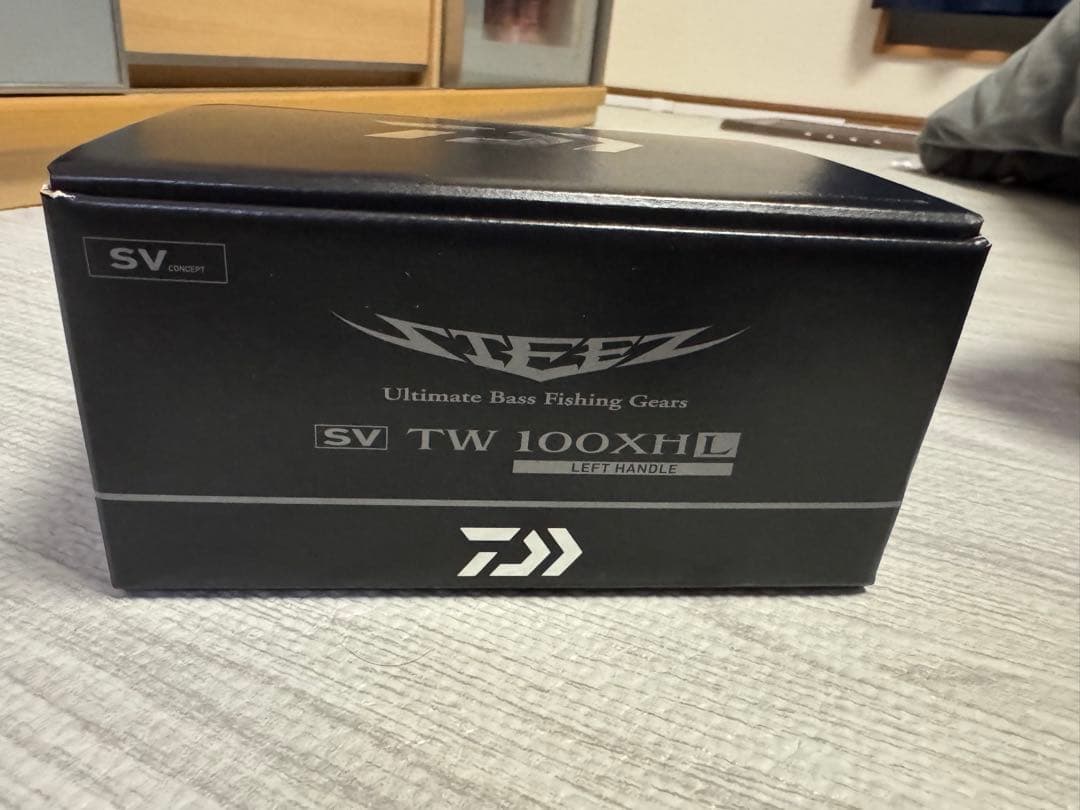 SV CONCEPT
STEEZ
Ultimate Bass Fishing Gears
SV TW 100XHL
LEFT HANDLE